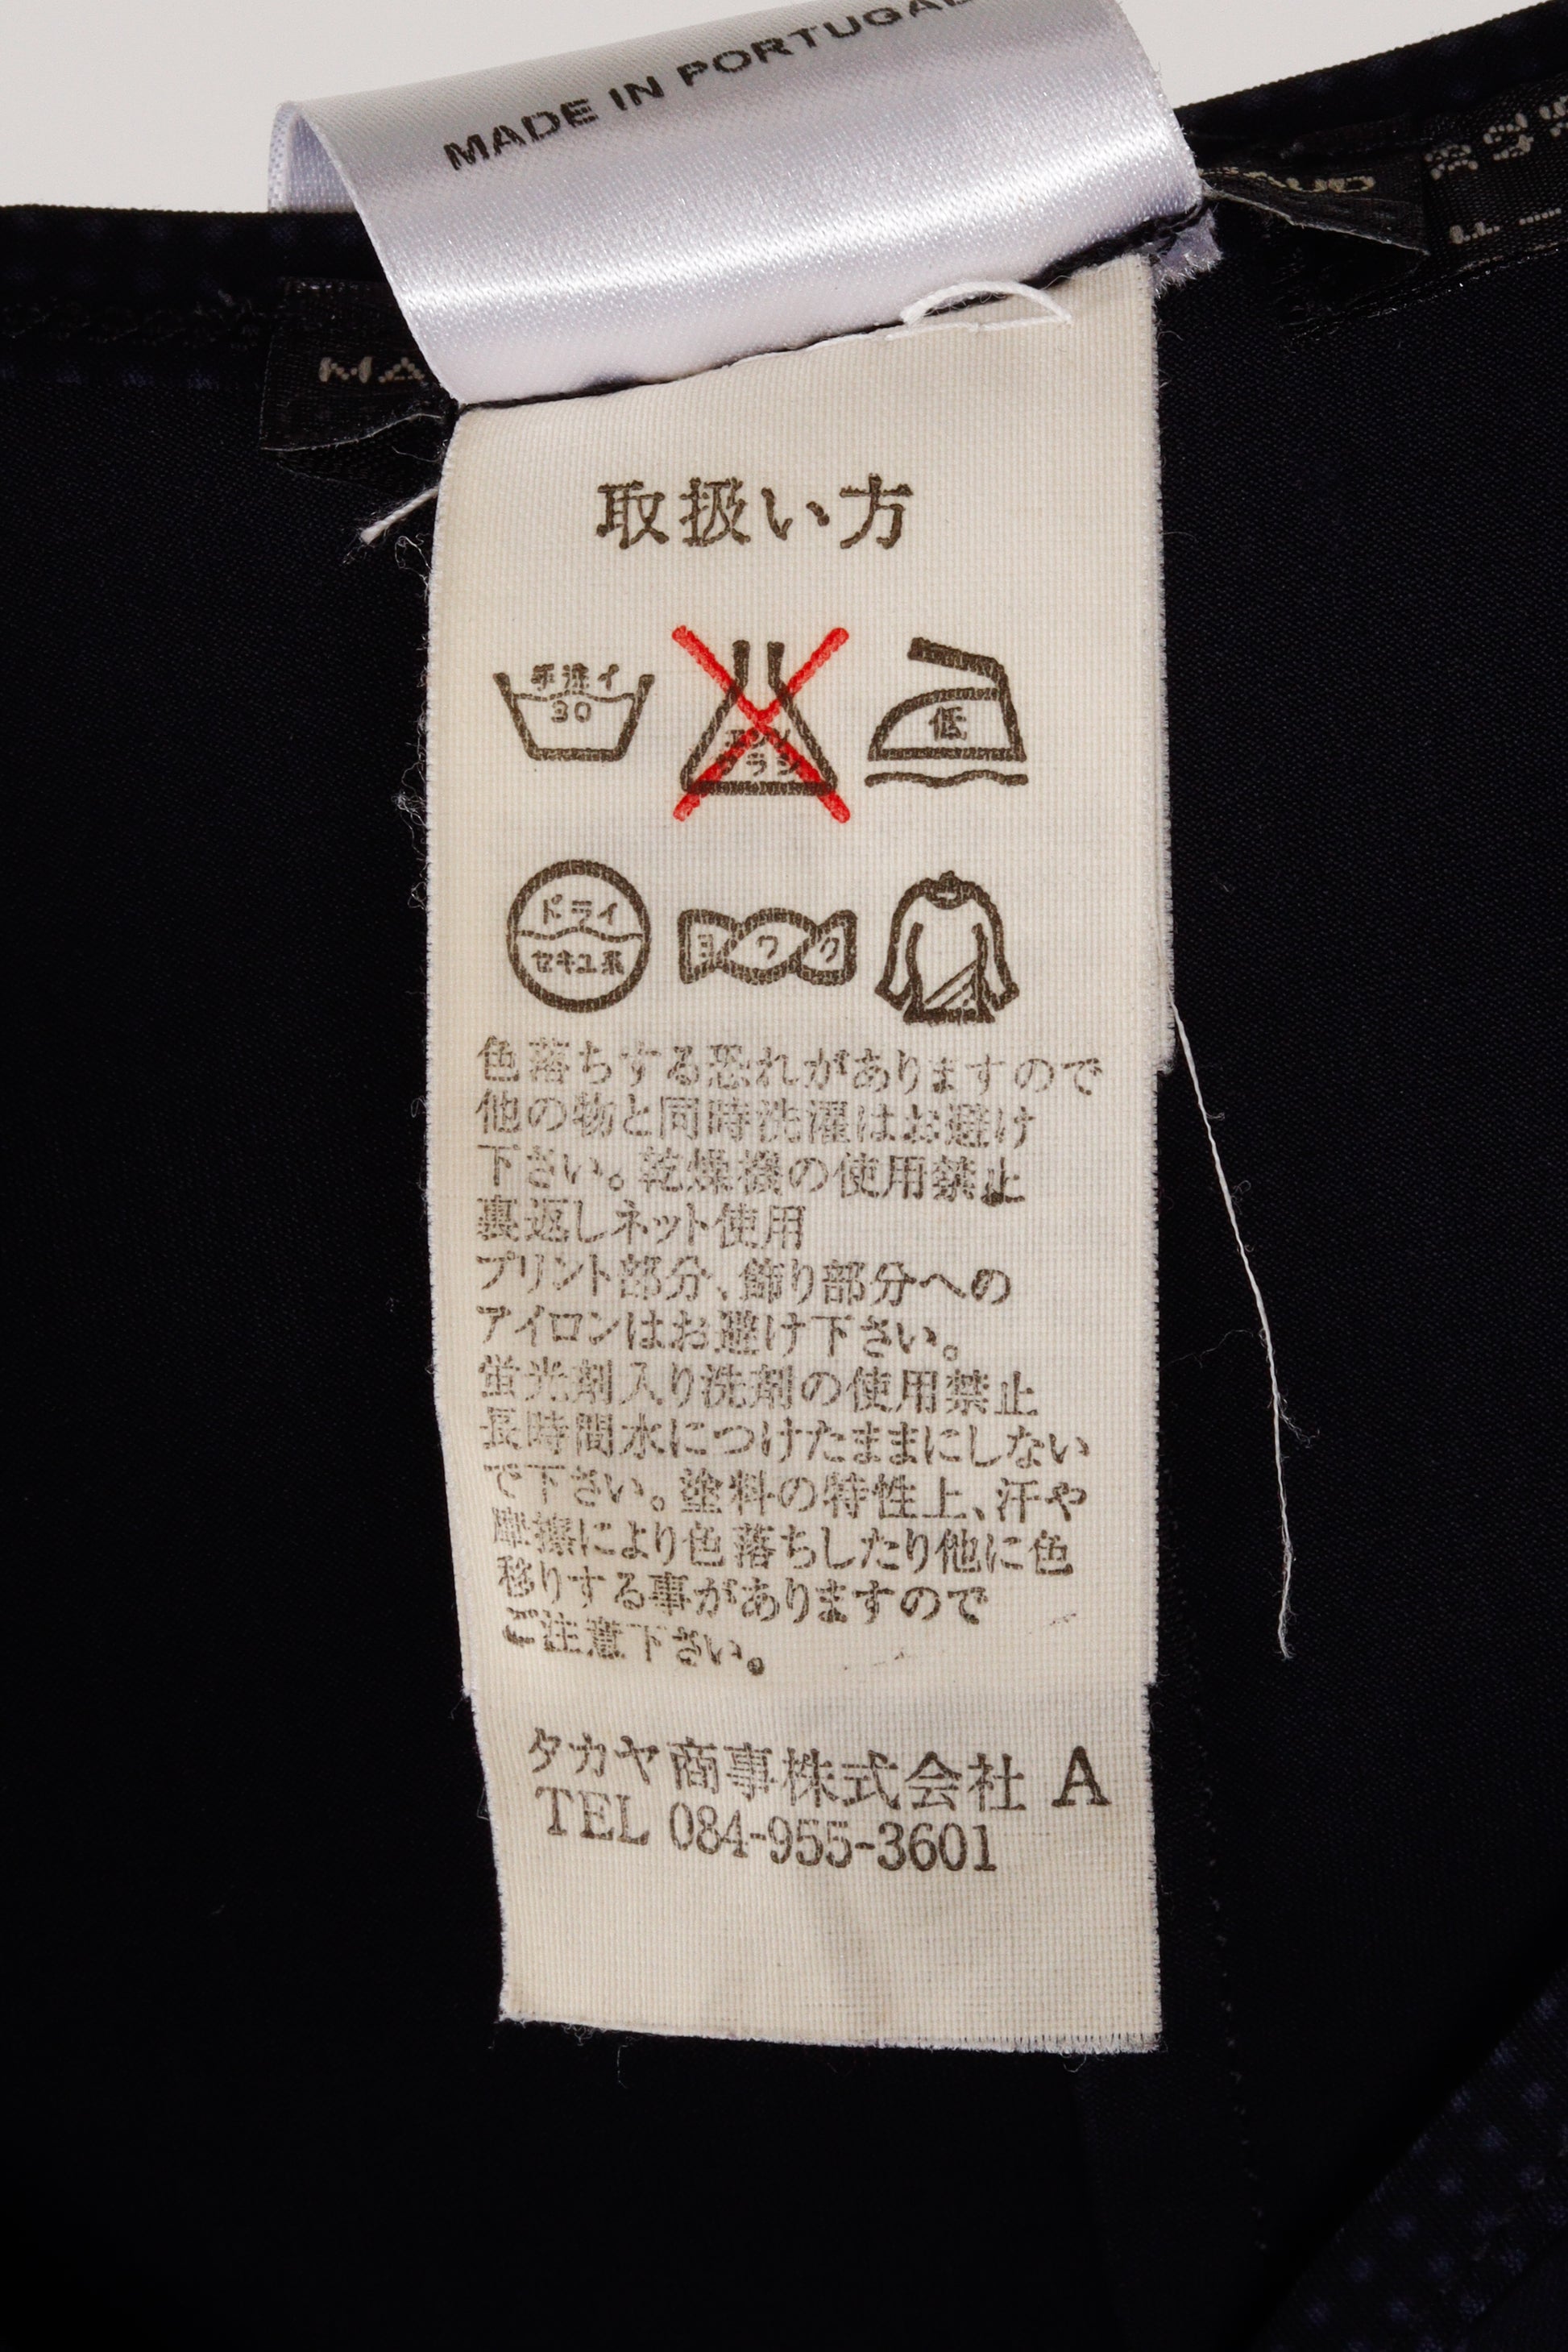 MADE IN PORTUGAL
MA
取扱い方
手洗イ
30
エンソ
サラシ
低
ドライ
セキユ系
ヨワク
色落ちする恐れがありますので
他の物と同時洗濯はお避け
下さい。乾燥機の使用禁止
裏返しネット使用
プリント部分、飾り部分への
アイロンはお避け下さい。
蛍光剤入り洗剤の使用禁止
長時間水につけたままにしない
で下さい。塗料の特性上、汗や
摩擦により色落ちしたり他に色
移りする事がありますので
ご注意下さい。
タカヤ商事株式会社 A
TEL 084-955-3601